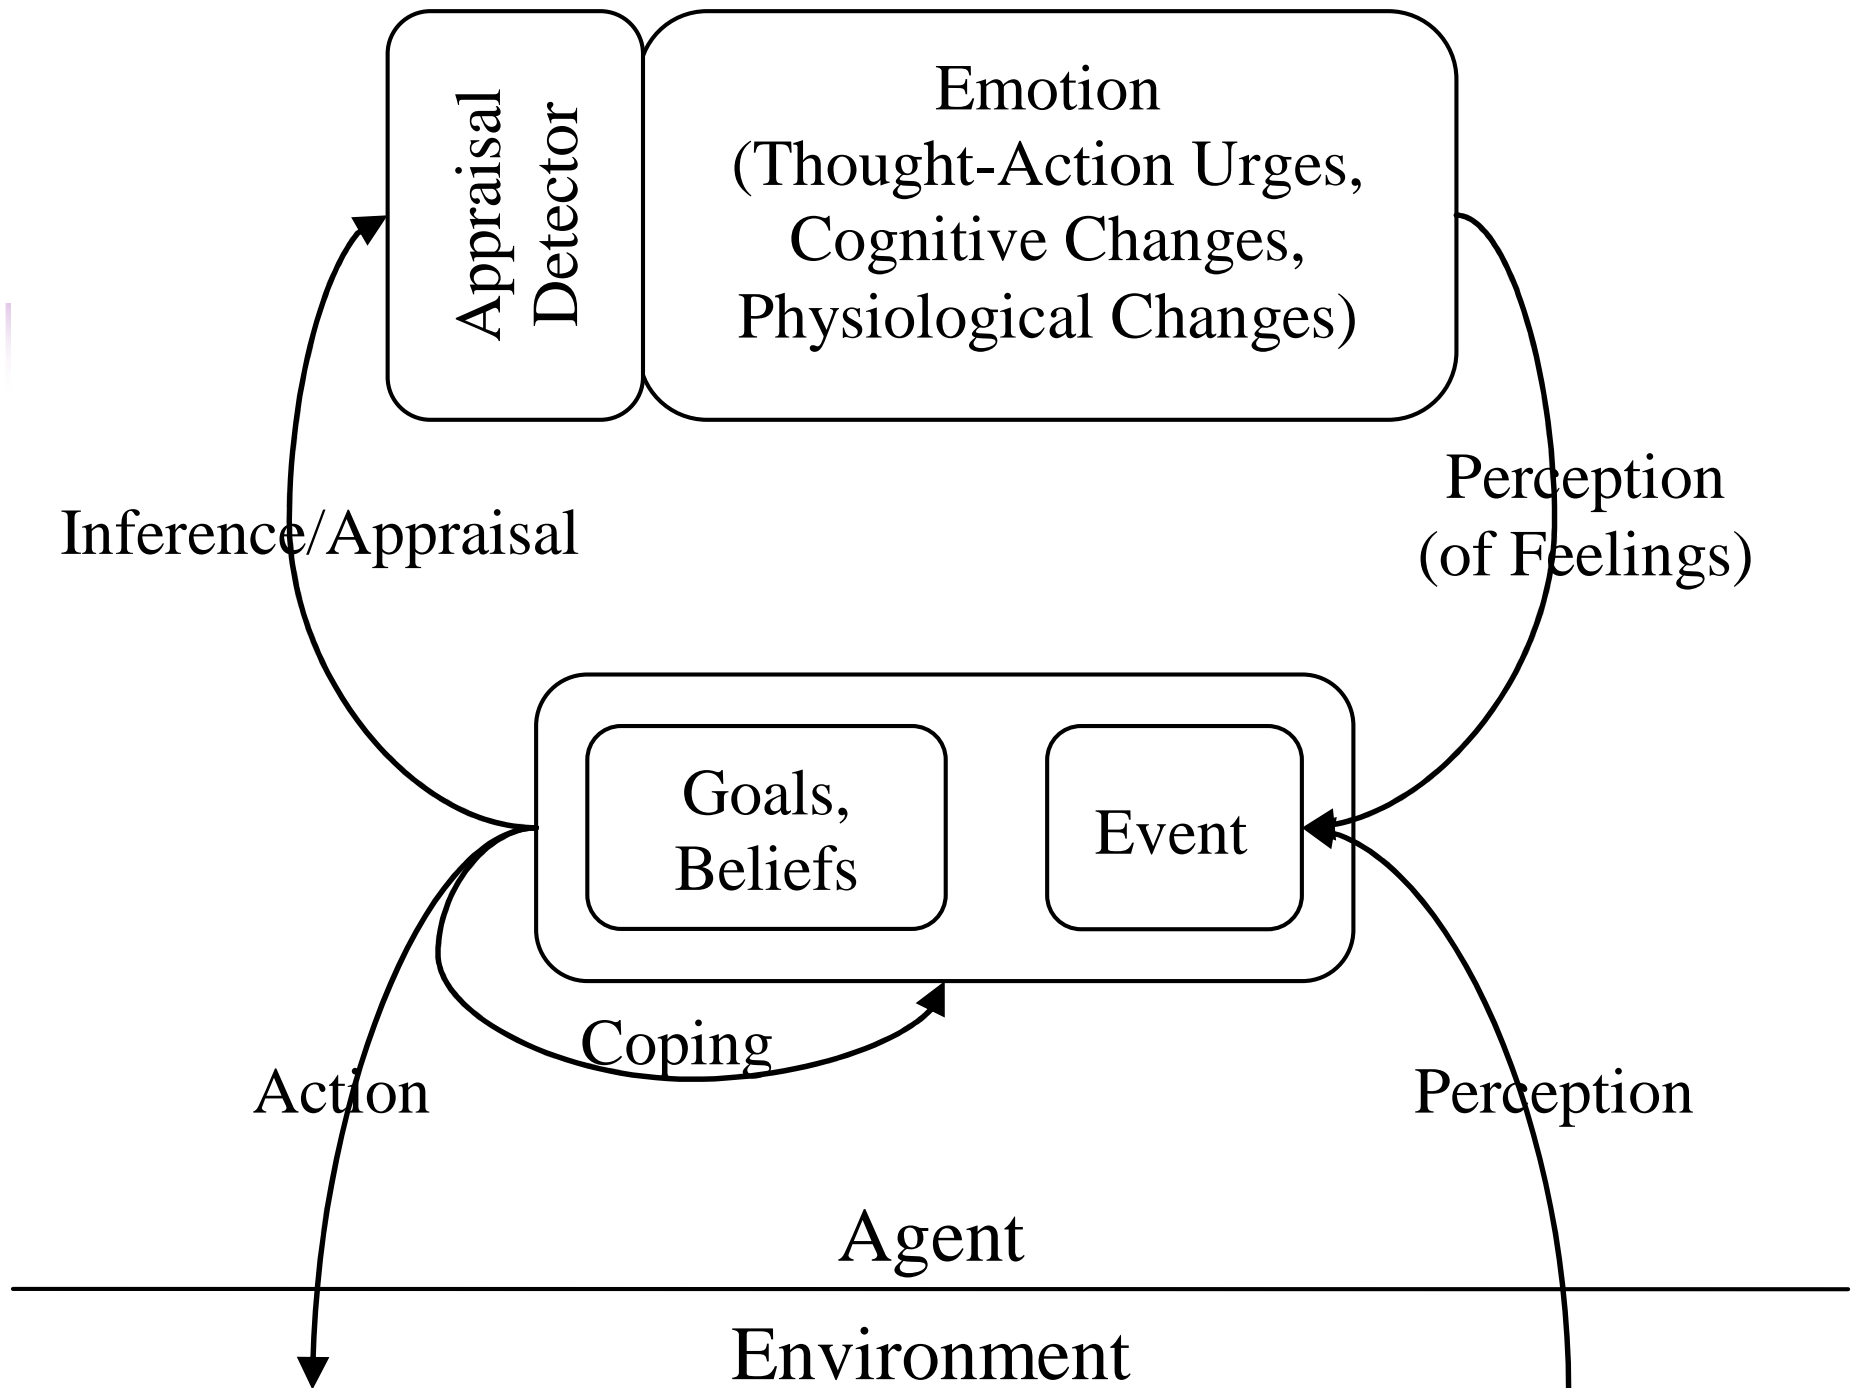 Appraisal
Detector
Emotion
(Thought-Action Urges,
Cognitive Changes,
Physiological Changes)
Inference/Appraisal
Perception
(of Feelings)
Goals,
Beliefs
Event
Coping
Action
Perception
Agent
Environment